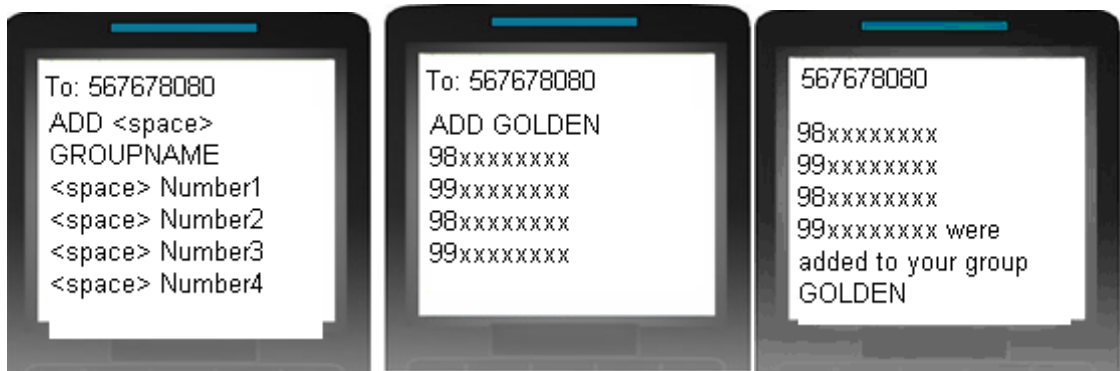 To: 567678080
ADD <space>
GROUPNAME
<space> Number1
<space> Number2
<space> Number3
<space> Number4
To: 567678080
ADD GOLDEN
98xxxxxxxx
99xxxxxxxx
98xxxxxxxx
99xxxxxxxx
567678080
98xxxxxxxx
99xxxxxxxx
98xxxxxxxx
99xxxxxxxx were
added to your group
GOLDEN